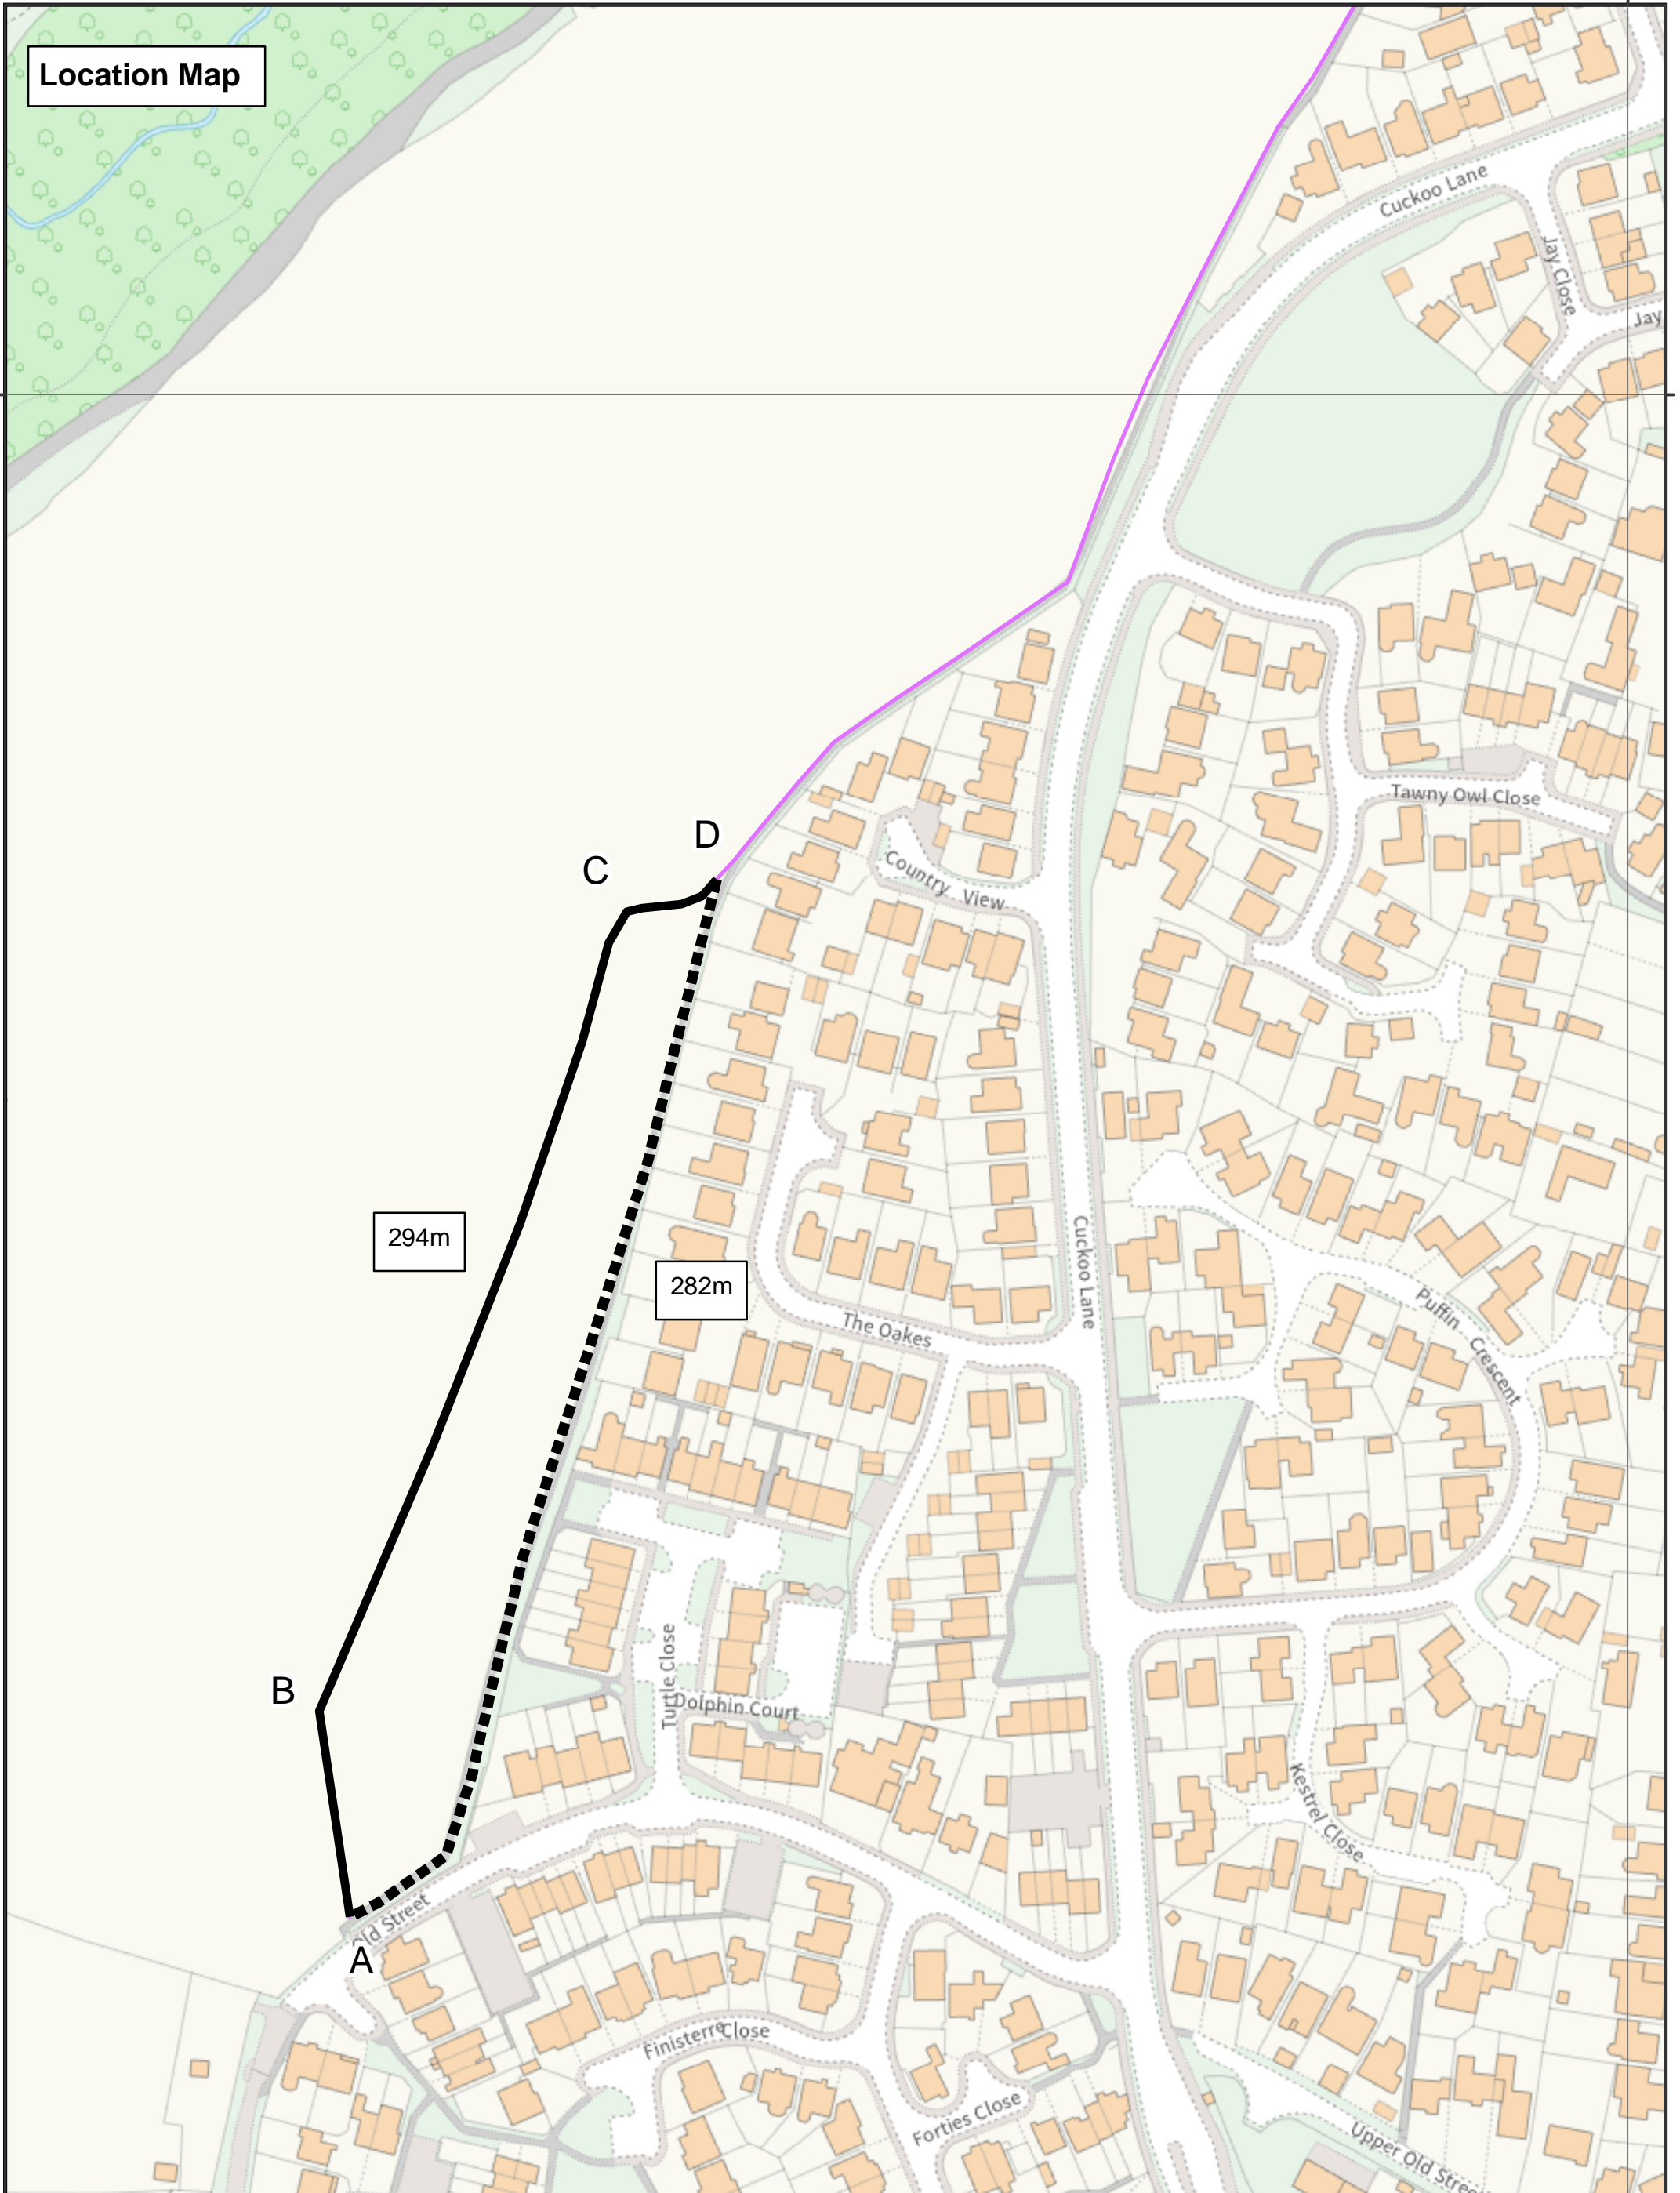 Location Map
Cuckoo Lane
Jay Close
Jay
Tawny Owl Close
D
C
Country View
294m
Cuckoo Lane
282m
Puffin Crescent
The Oakes
Turtle Close
B
Dolphin Court
Kestrel Close
Old Street
A
Finisterre Close
Forties Close
Upper Old Stree